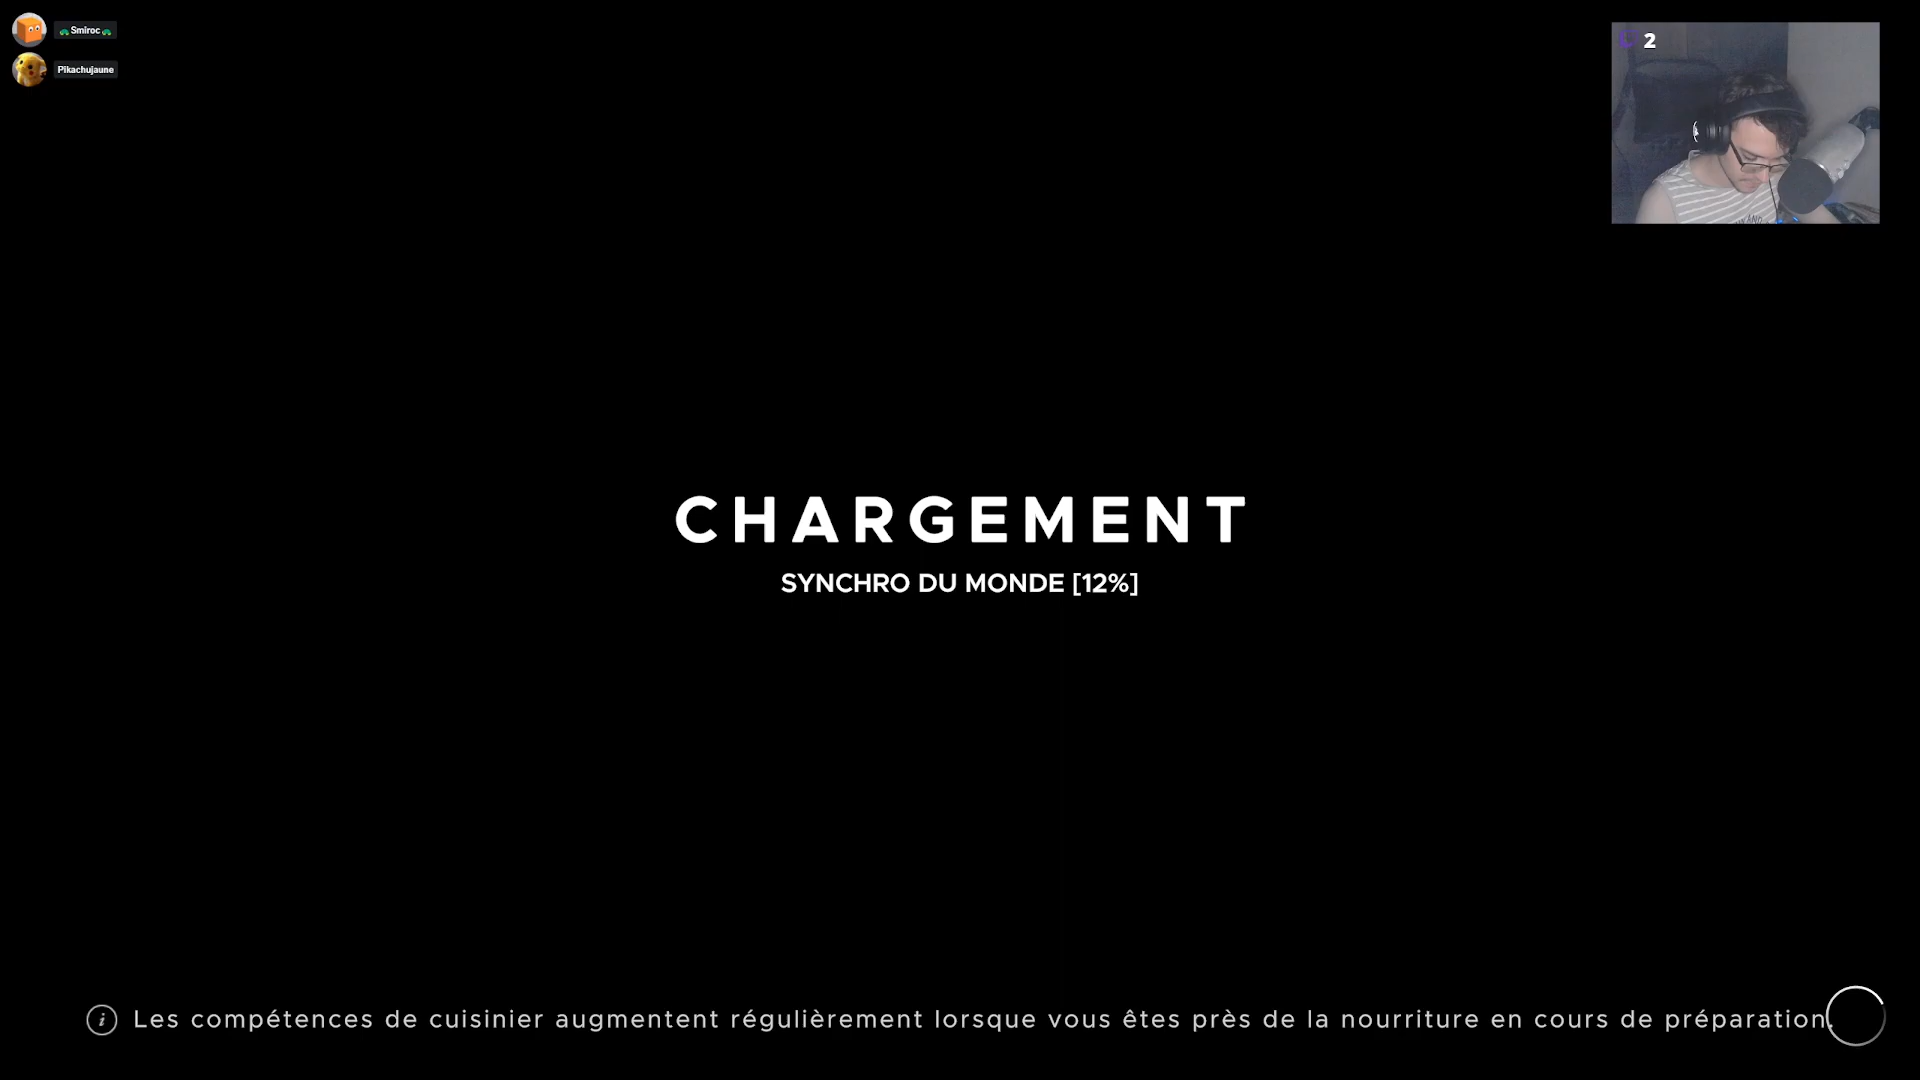 Smiroc
Pikachujaune
2
CHARGEMENT
SYNCHRO DU MONDE [12%]
i Les compétences de cuisinier augmentent régulièrement lorsque vous êtes près de la nourriture en cours de préparation.